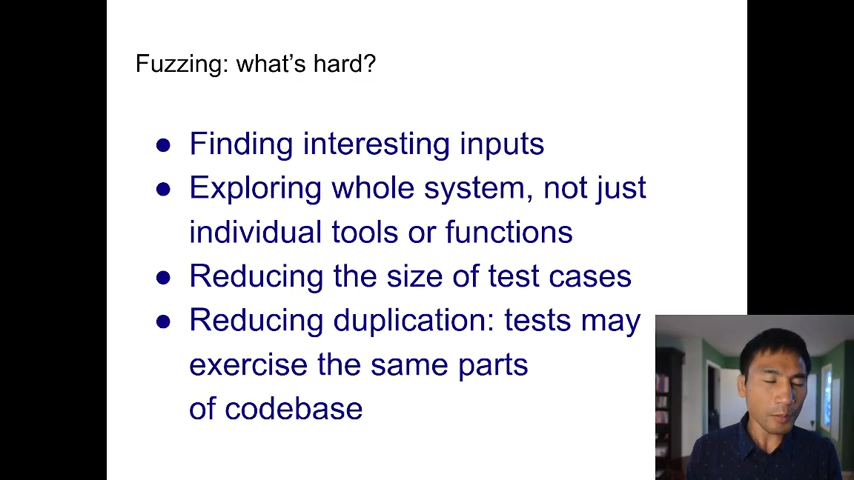 Fuzzing: what's hard?
● Finding interesting inputs
● Exploring whole system, not just
individual tools or functions
● Reducing the size of test cases
● Reducing duplication: tests may
exercise the same parts
of codebase